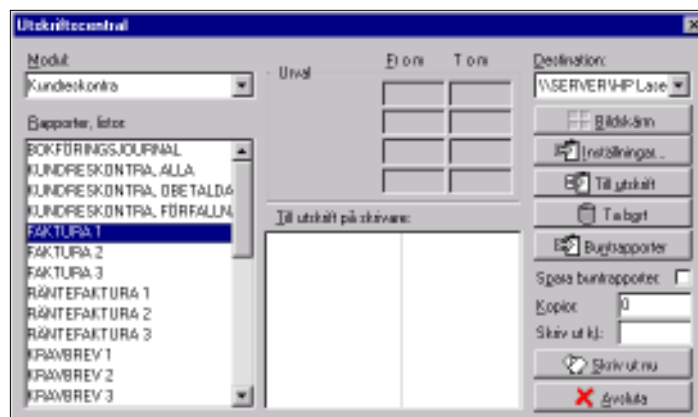 Utskriftscentral
Modul:
Kundreskontra
Rapporter, listor:
BOKFÖRINGSJOURNAL
KUNDRESKONTRA, ALLA
KUNDRESKONTRA, OBETALDA
KUNDRESKONTRA, FÖRFALLN
FAKTURA 1
FAKTURA 2
FAKTURA 3
RÄNTEFAKTURA 1
RÄNTEFAKTURA 2
RÄNTEFAKTURA 3
KRAVBREV 1
KRAVBREV 2
KRAVBREV 3
Urval
Fr o m
T o m
Till utskrift på skrivare:
Destination:
\\SERVER\HP Lase
Bildskärm
Inställningar...
Till utskrift
Ta bort
Buntrapporter
Spara buntrapporter:
Kopior:
0
Skriv ut kl.:
Skriv ut nu
Avsluta